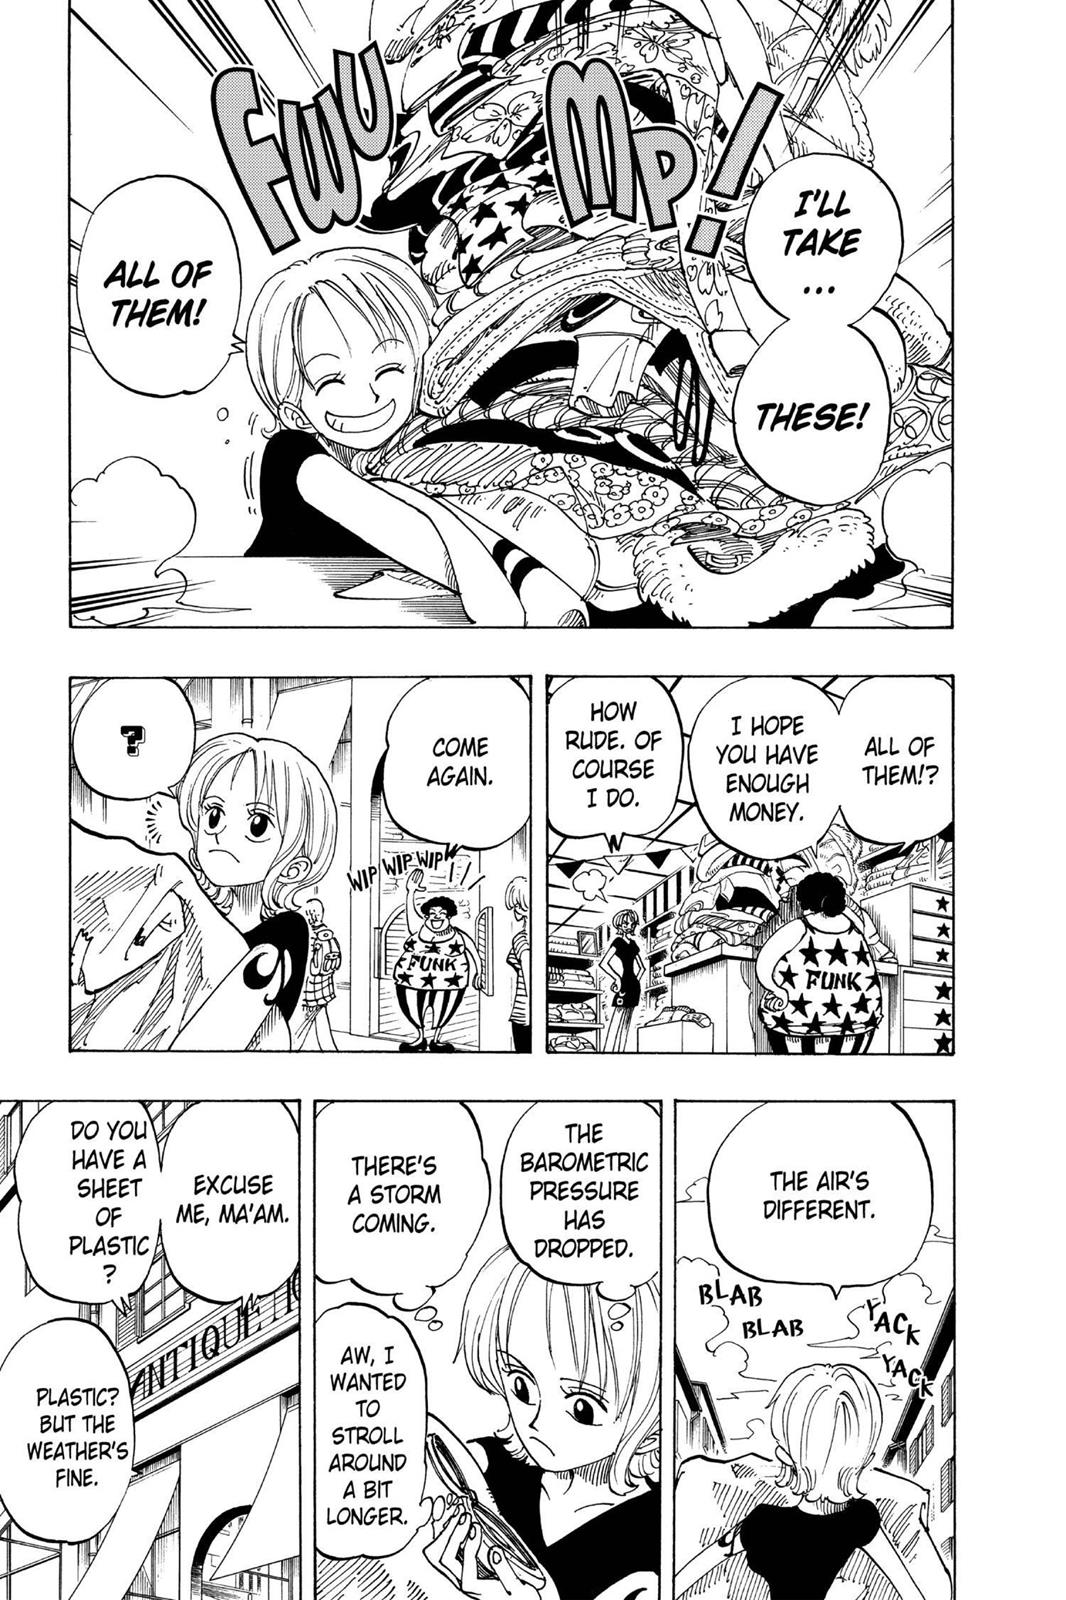 FWUMP!
I'LL
TAKE
...
THESE!
ALL OF
THEM!
ALL OF
THEM!?
I HOPE
YOU HAVE
ENOUGH
MONEY.
HOW
RUDE. OF
COURSE
I DO.
FUNK
COME
AGAIN.
WIP WIP WIP
FUNK
?
THE AIR'S
DIFFERENT.
BLAB
BLAB
YACK
YACK
THE
BAROMETRIC
PRESSURE
HAS
DROPPED.
THERE'S
A STORM
COMING.
AW, I
WANTED
TO
STROLL
AROUND
A BIT
LONGER.
EXCUSE
ME, MA'AM.
DO YOU
HAVE A
SHEET
OF
PLASTIC
?
ANTIQUE
PLASTIC?
BUT THE
WEATHER'S
FINE.